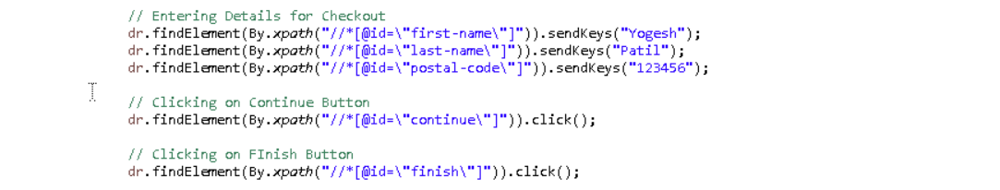 // Entering Details for Checkout
dr.findElement(By.xpath("//*[@id=\"first-name\"]")).sendKeys("Yogesh");
dr.findElement(By.xpath("//*[@id=\"last-name\"]")).sendKeys("Patil");
dr.findElement(By.xpath("//*[@id=\"postal-code\"]")).sendKeys("123456");
// Clicking on Continue Button
dr.findElement(By.xpath("//*[@id=\"continue\"]")).click();
// Clicking on FInish Button
dr.findElement(By.xpath("//*[@id=\"finish\"]")).click();